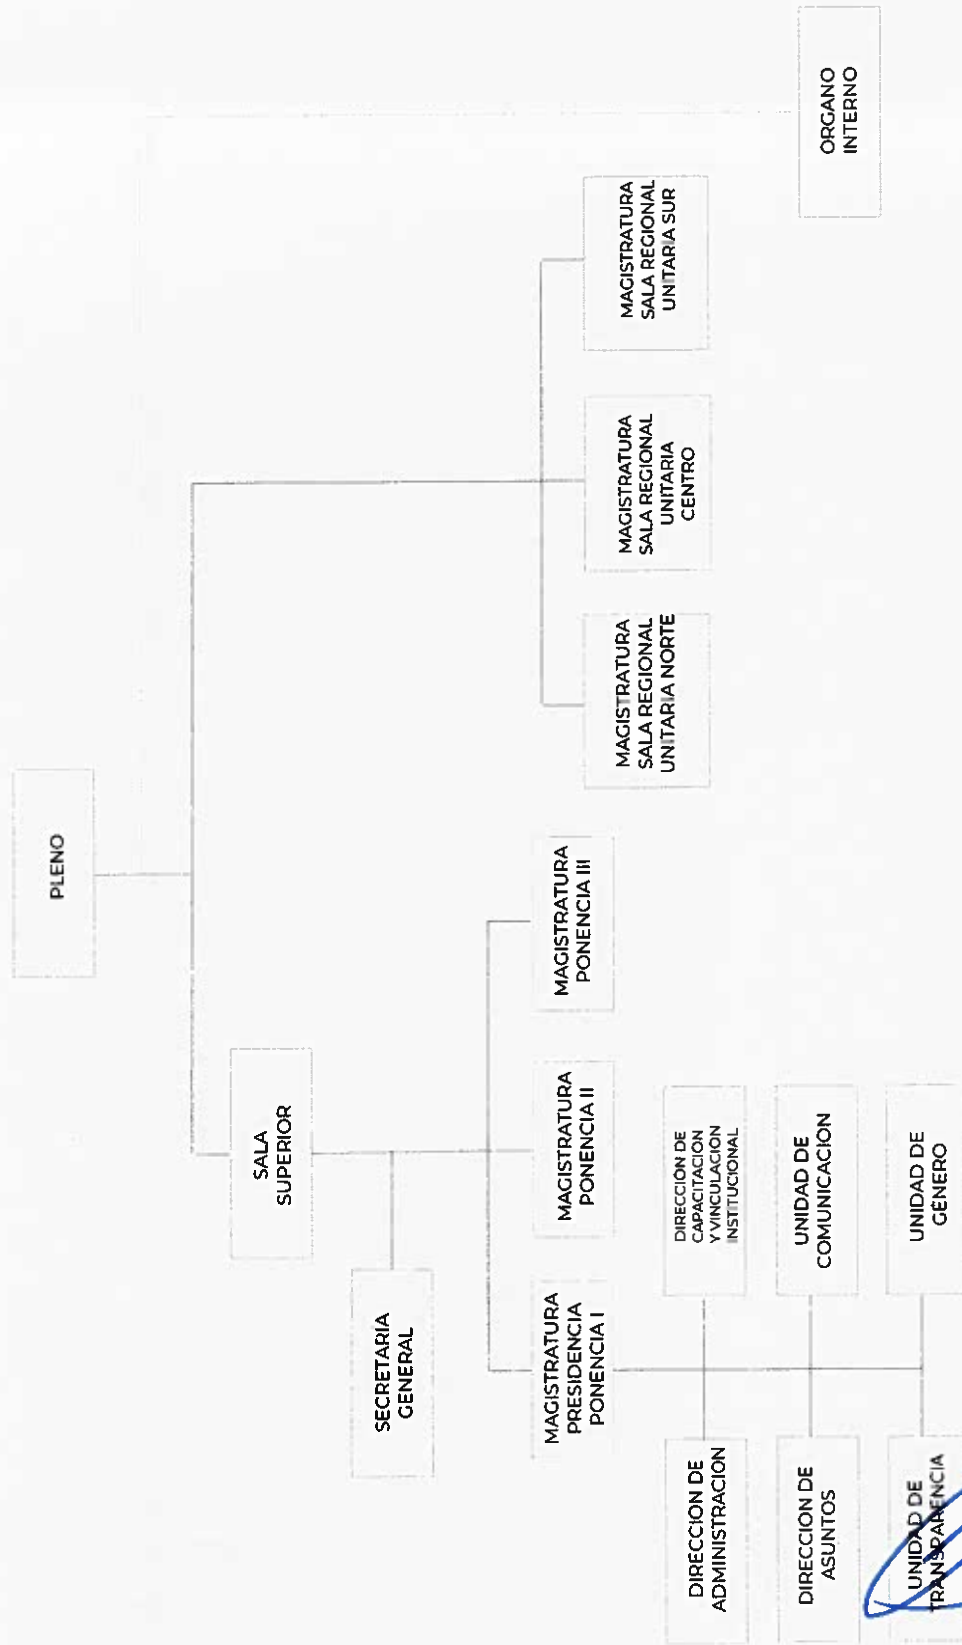 PLENO
SALA
SUPERIOR
SECRETARIA
GENERAL
MAGISTRATURA
PRESIDENCIA
PONENCIA I
MAGISTRATURA
PONENCIA II
MAGISTRATURA
PONENCIA III
MAGISTRATURA
SALA REGIONAL
UNITARIA NORTE
MAGISTRATURA
SALA REGIONAL
UNITARIA
CENTRO
MAGISTRATURA
SALA REGIONAL
UNITARIA SUR
DIRECCION DE
ADMINISTRACION
DIRECCIÓN DE
CAPACITACION
Y VINCULACION
INSTITUCIONAL
DIRECCION DE
ASUNTOS
UNIDAD DE
COMUNICACION
UNIDAD DE
TRANSPARENCIA
UNIDAD DE
GÉNERO
ORGANO
INTERNO